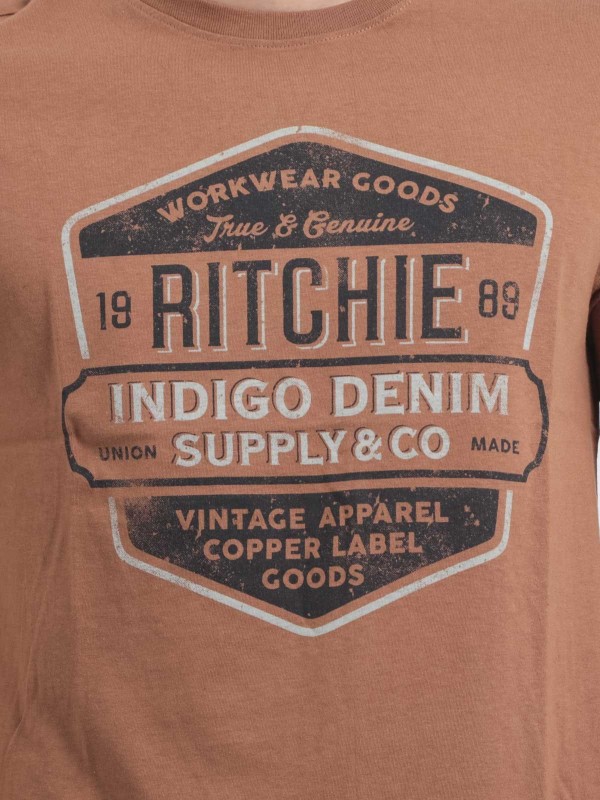 WORKWEAR GOODS
True & Genuine
19 RITCHIE 89
INDIGO DENIM
UNION SUPPLY & CO MADE
VINTAGE APPAREL
COPPER LABEL
GOODS